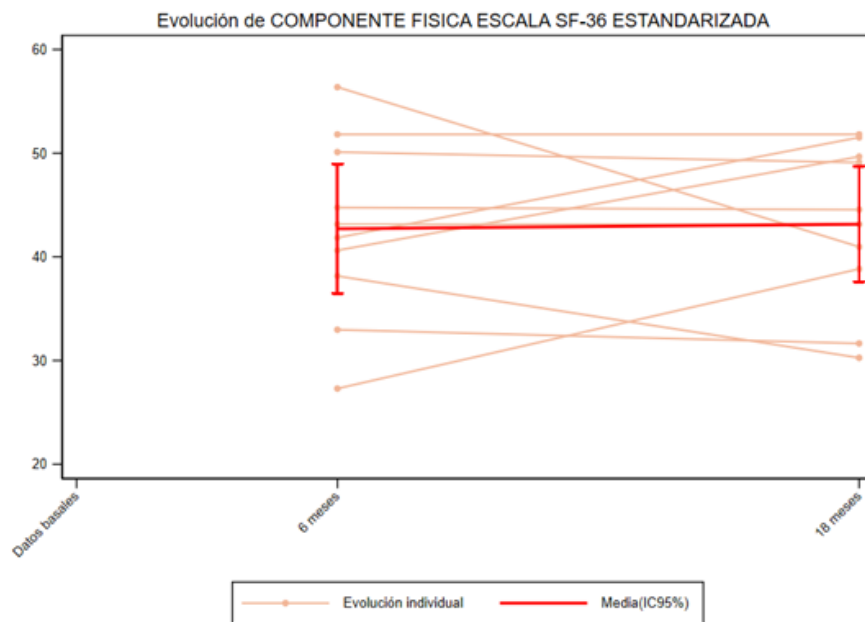 Evolución de COMPONENTE FISICA ESCALA SF-36 ESTANDARIZADA
60
50
40
30
20
Datos basales
6 meses
18 meses
Evolución individual
Media(IC95%)